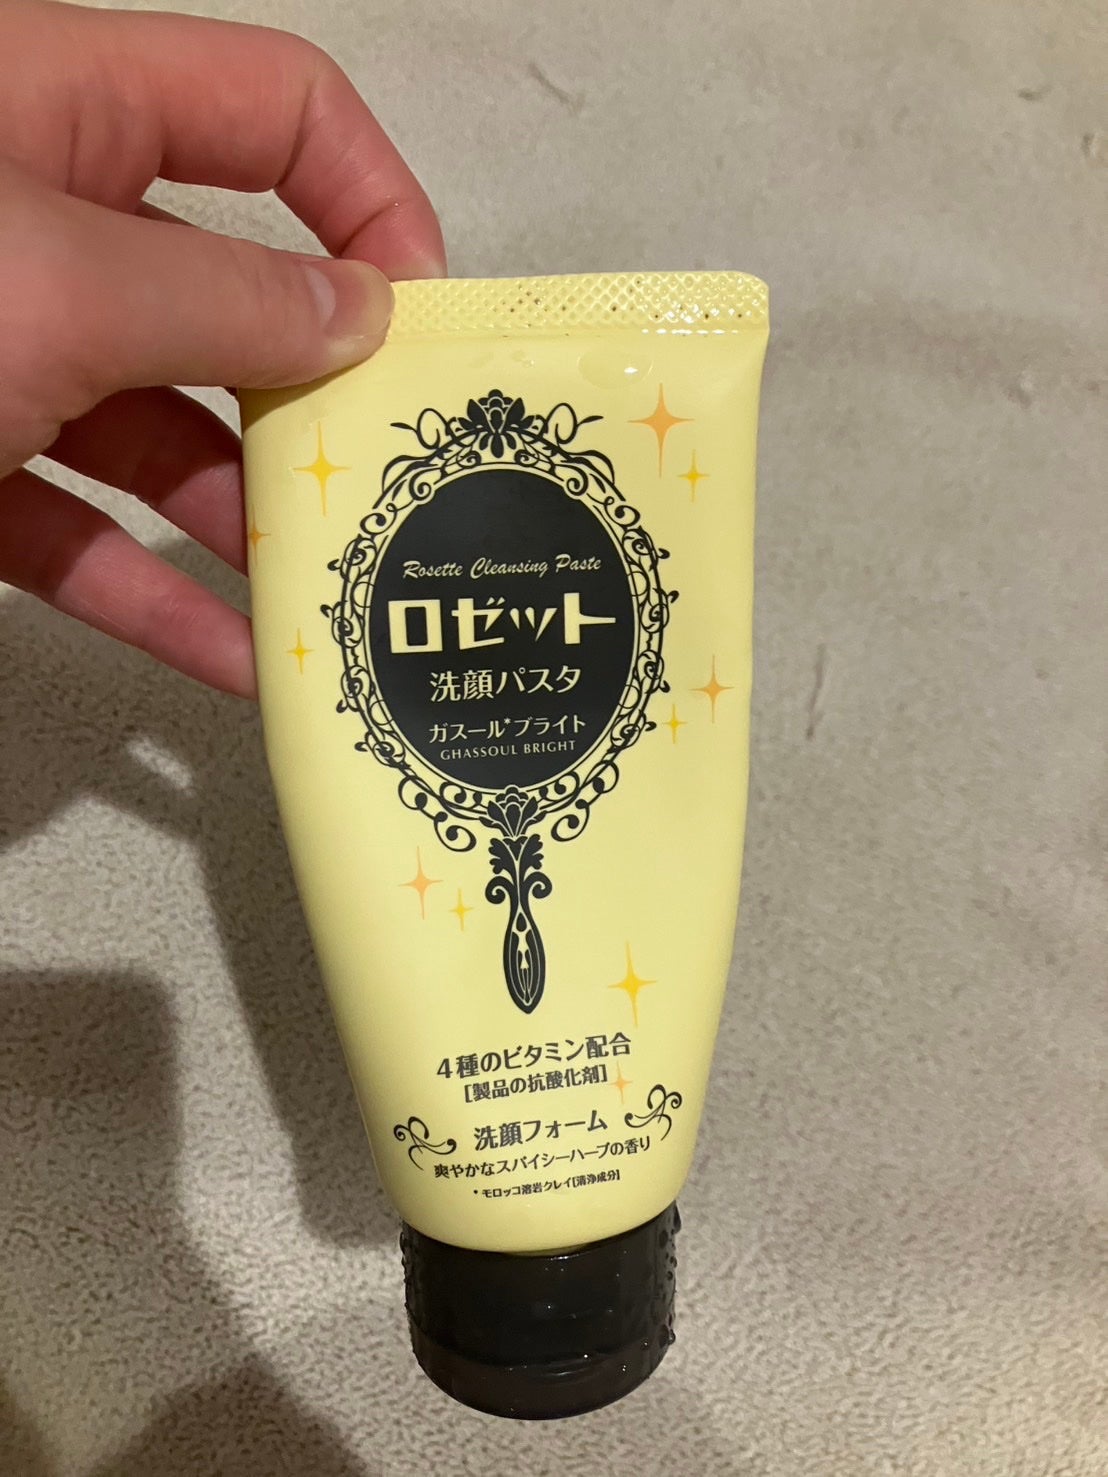 Rosette Cleansing Paste
ロゼット
洗顔パスタ
ガスール*ブライト
GHASSOUL BRIGHT
4種のビタミン配合
[製品の抗酸化剤]
洗顔フォーム
爽やかなスパイシーハーブの香り
*モロッコ溶岩クレイ[清浄成分]